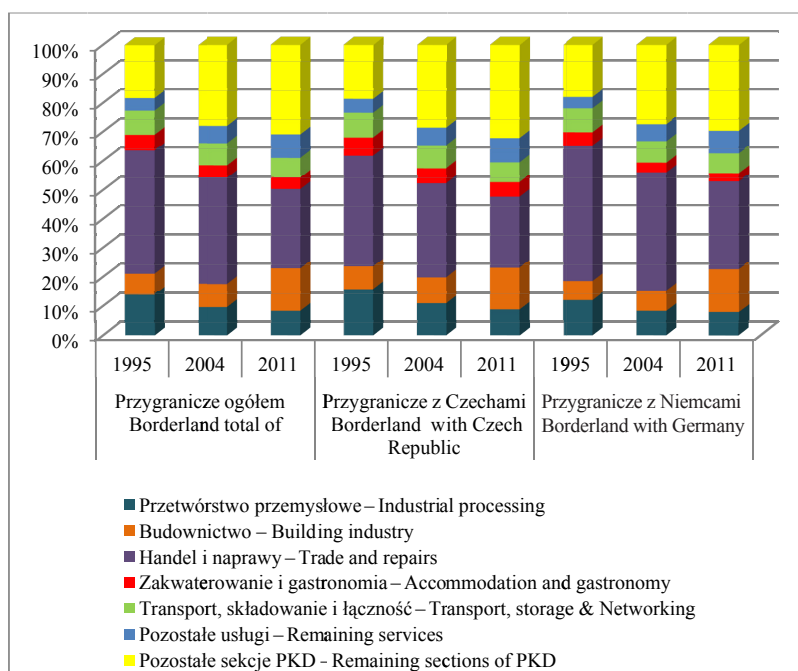 100%
90%
80%
70%
60%
50%
40%
30%
20%
10%
0%
1995 2004 2011 1995 2004 2011 1995 2004 2011
Przygranicze ogółem
Borderland total of
Przygranicze z Czechami
Borderland with Czech
Republic
Przygranicze z Niemcami
Borderland with Germany
Przetwórstwo przemysłowe – Industrial processing
Budownictwo – Building industry
Handel i naprawy – Trade and repairs
Zakwaterowanie i gastronomia – Accommodation and gastronomy
Transport, składowanie i łączność – Transport, storage & Networking
Pozostałe usługi – Remaining services
Pozostałe sekcje PKD - Remaining sections of PKD